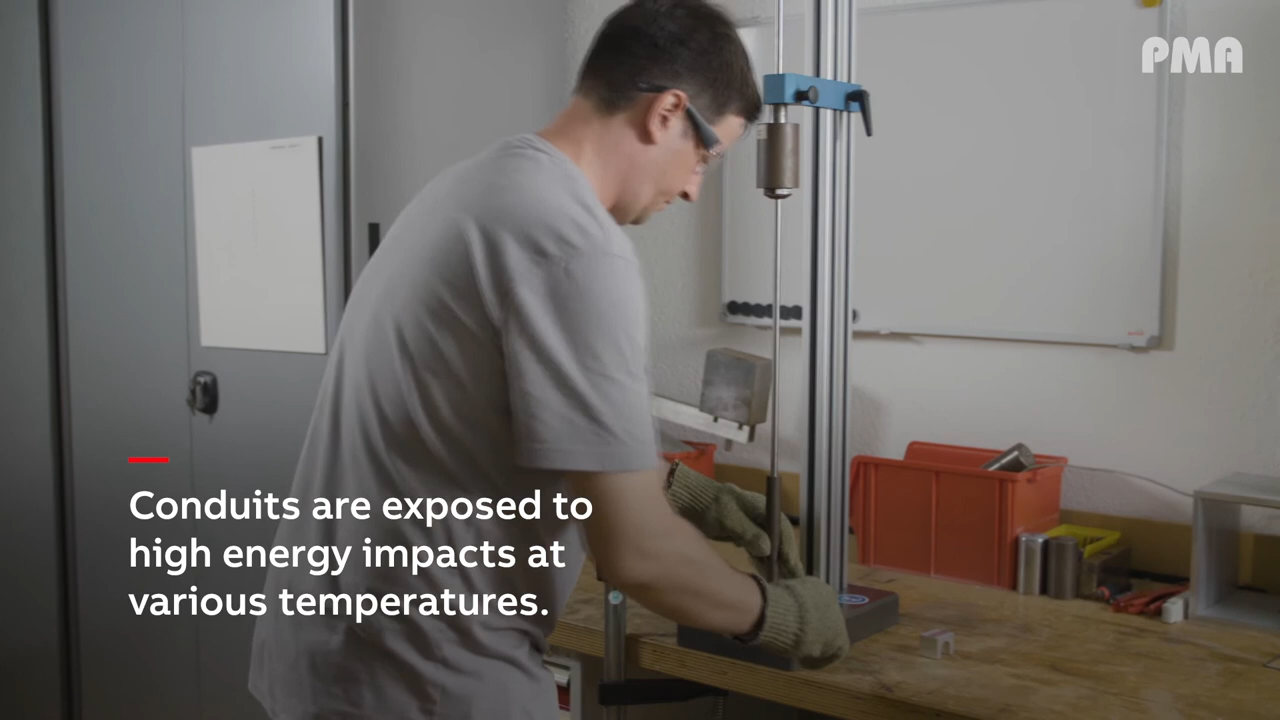 PMA
Conduits are exposed to
high energy impacts at
various temperatures.